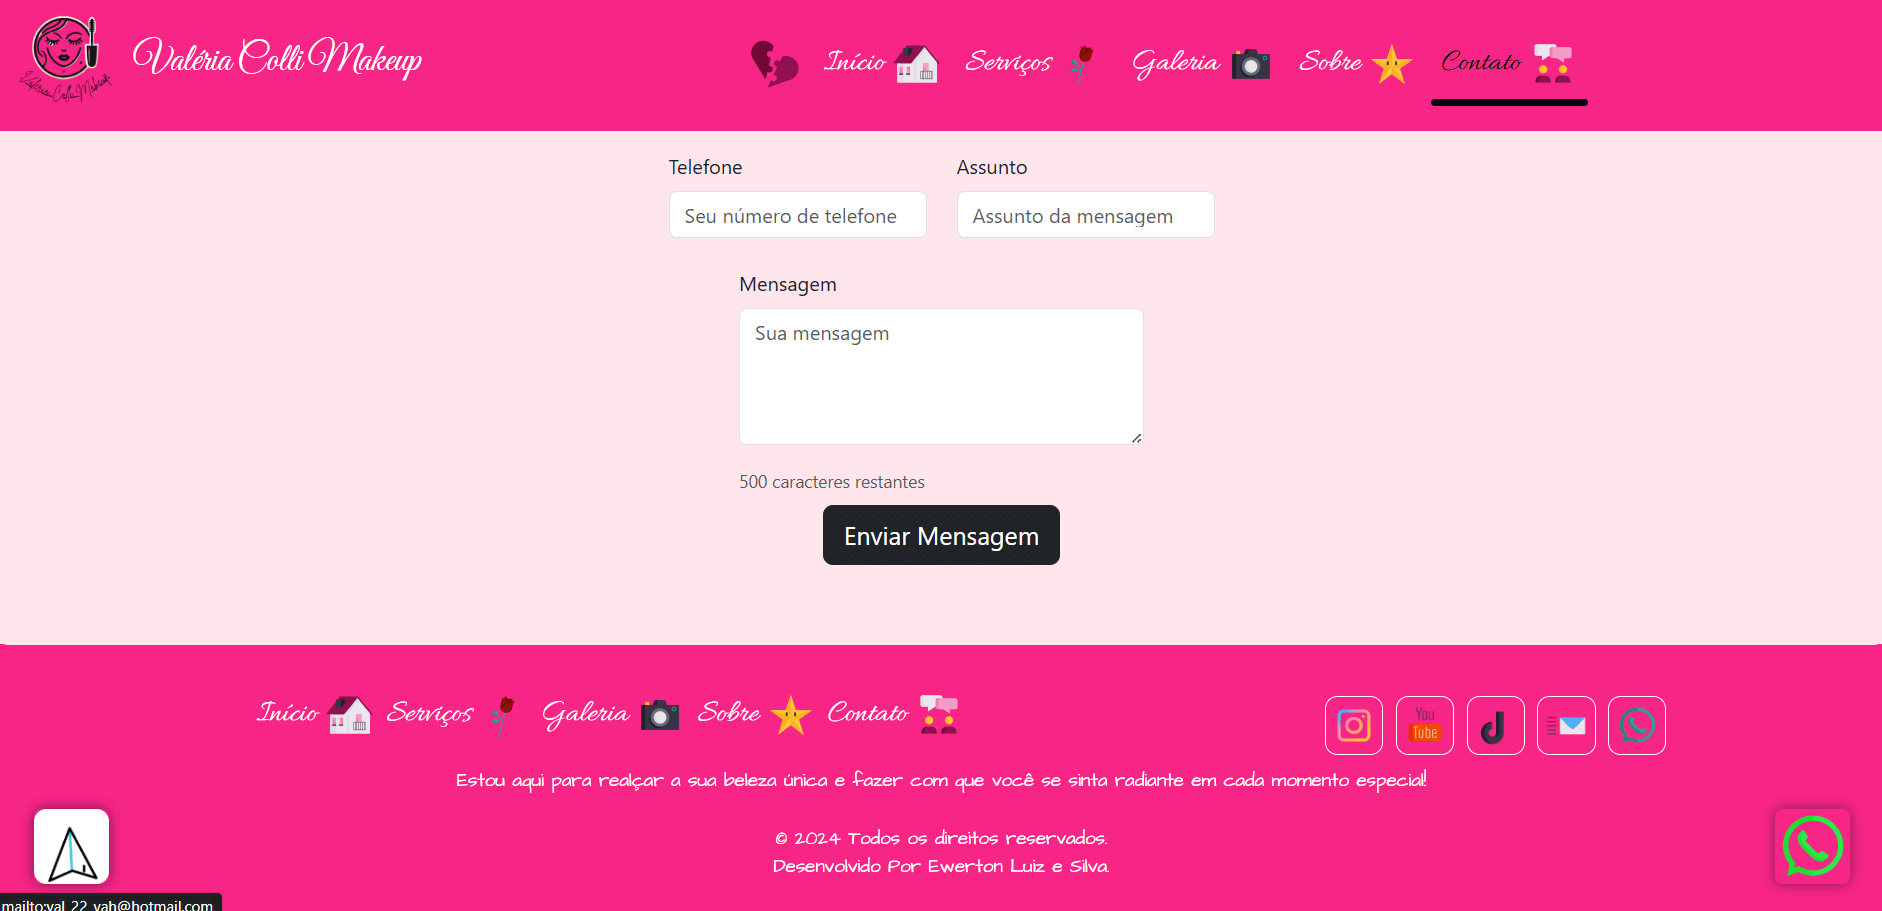 Valéria Colli Makeup
Valéria Colli Makeup
Início
Serviços
Galeria
Sobre
Contato
Telefone
Assunto
Seu número de telefone
Assunto da mensagem
Mensagem
Sua mensagem
500 caracteres restantes
Enviar Mensagem
Início
Serviços
Galeria
Sobre
Contato
You
Tube
Estou aqui para realçar a sua beleza única e fazer com que você se sinta radiante em cada momento especial!
© 2024 Todos os direitos reservados.
Desenvolvido Por Ewerton Luiz e Silva.
mailto:val_22_vah@hotmail.com